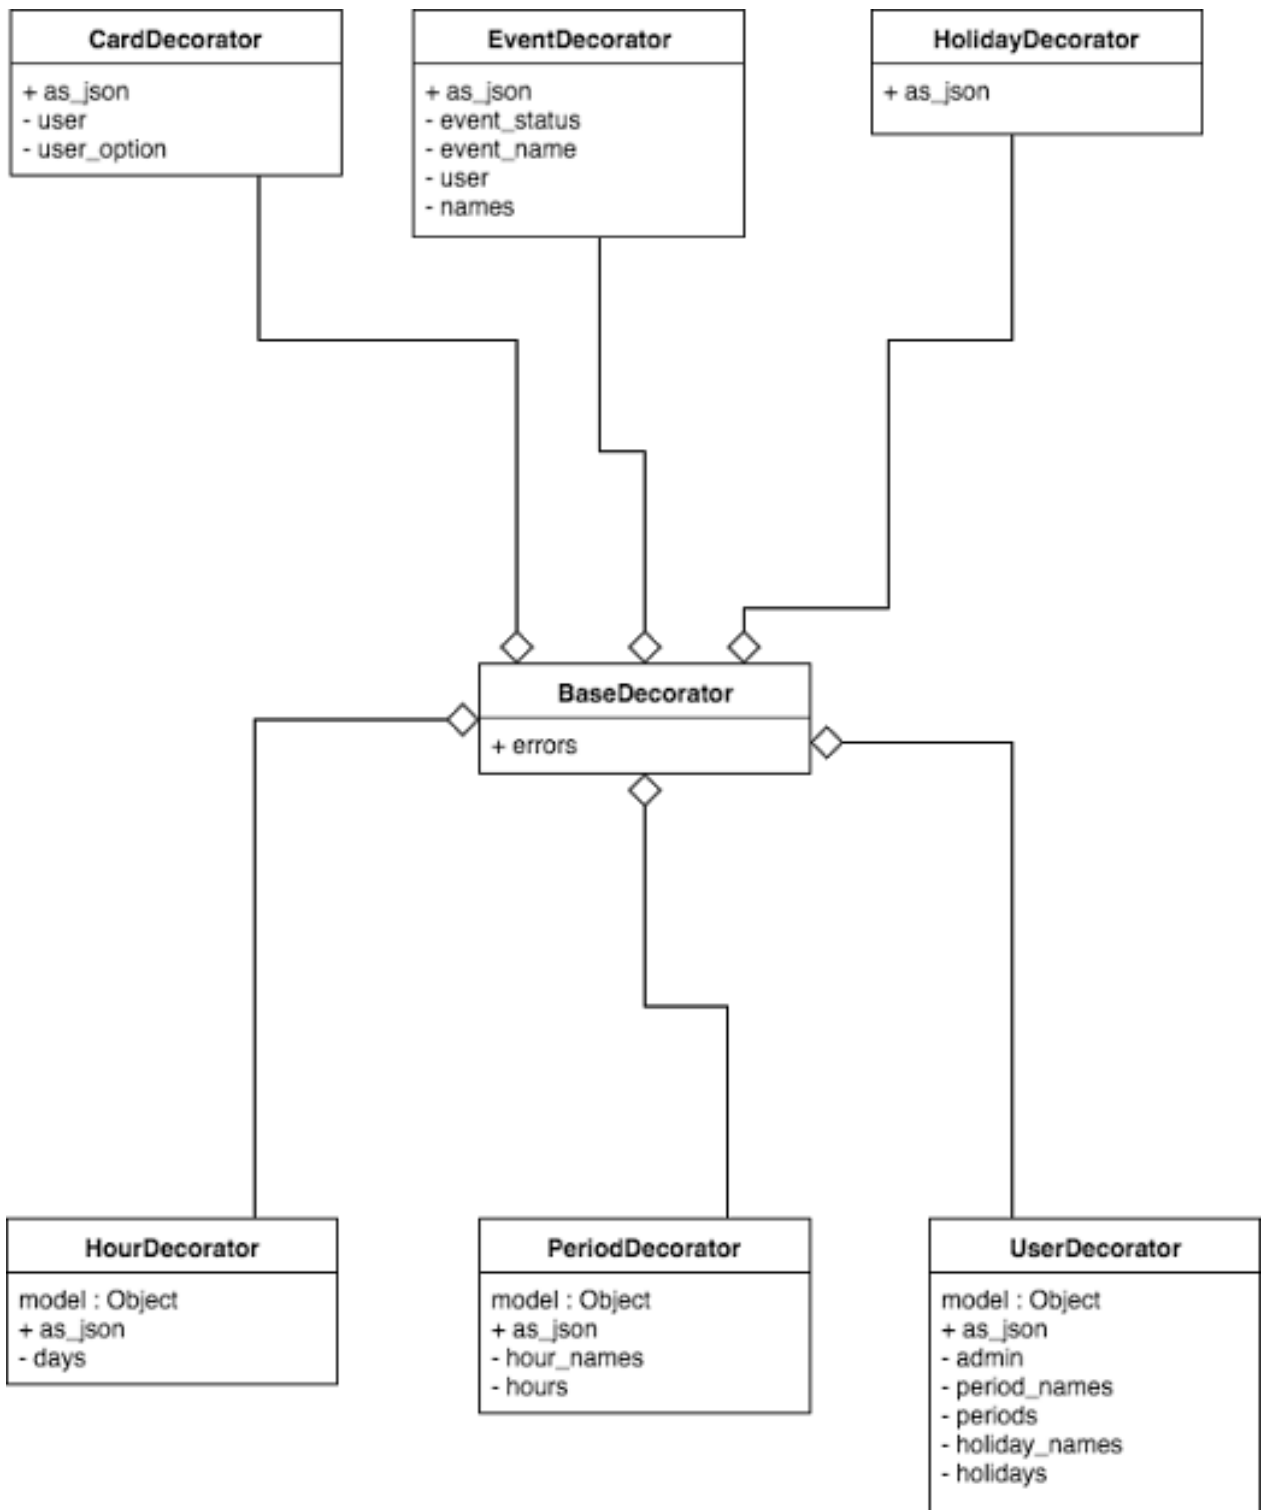 CardDecorator
+ as_json
- user
- user_option
EventDecorator
+ as_json
- event_status
- event_name
- user
- names
HolidayDecorator
+ as_json
BaseDecorator
+ errors
HourDecorator
model : Object
+ as_json
- days
PeriodDecorator
model : Object
+ as_json
- hour_names
- hours
UserDecorator
model : Object
+ as_json
- admin
- period_names
- periods
- holiday_names
- holidays